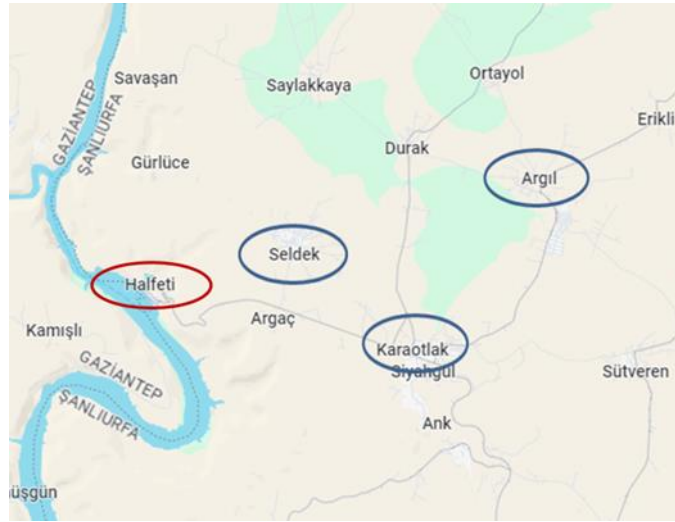 Savaşan
Saylakkaya
Ortayol
Erikli
GAZİANTEP
ŞANLIURFA
Gürlüce
Durak
Argıl
Seldek
Halfeti
Argaç
Kamışlı
Karaotlak
Siyahgül
GAZİANTEP
ŞANLIURFA
Sütveren
Arık
üşgün